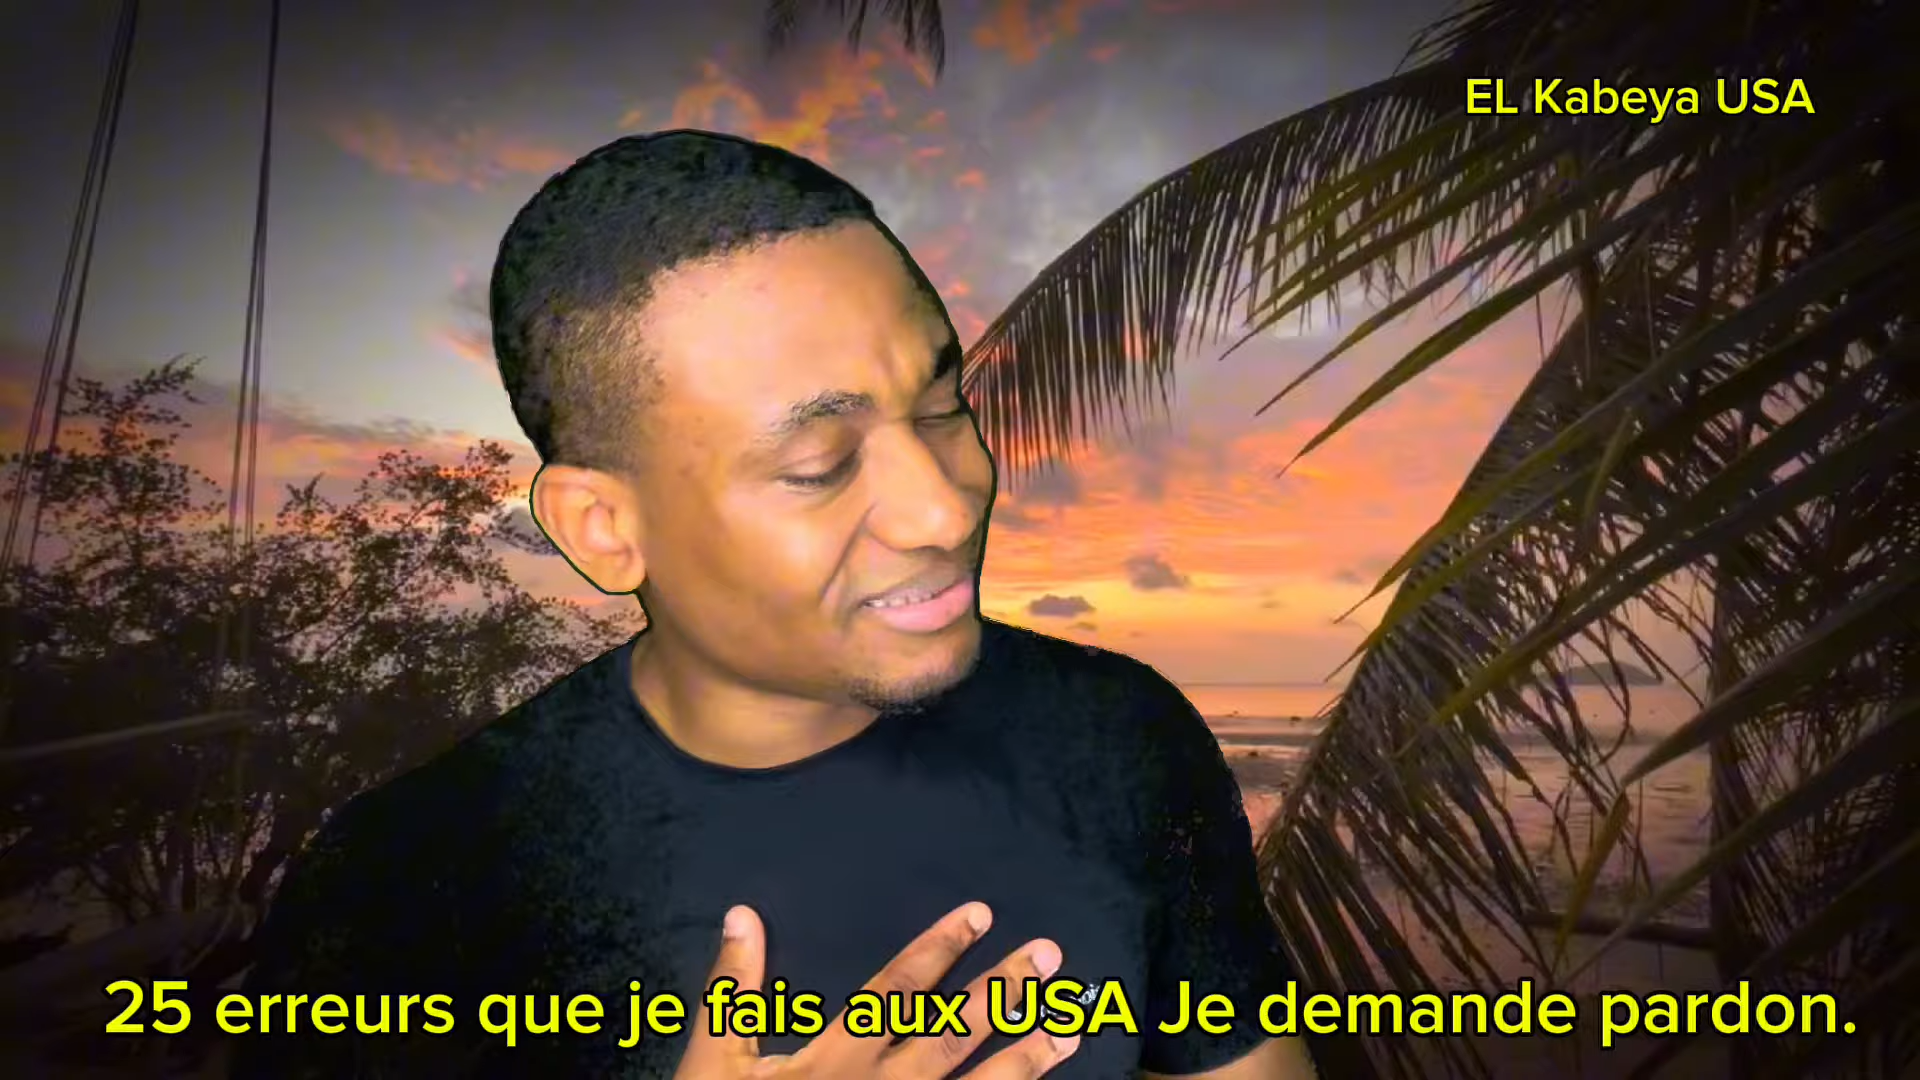 EL Kabeya USA
25 erreurs que je fais aux USA Je demande pardon.